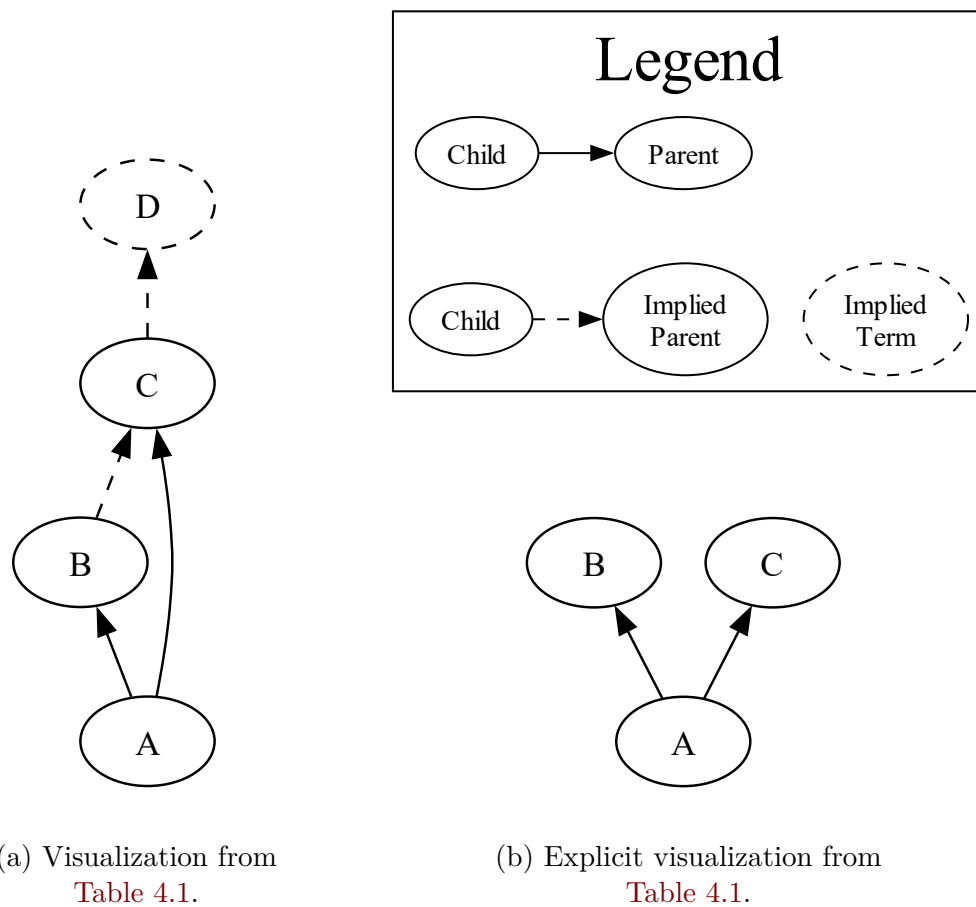 Legend
Child
Parent
Child
Implied
Parent
Implied
Term
D
C
B
A
B
C
A
a) Visualization from
Table 4.1.
(b) Explicit visualization from
Table 4.1.